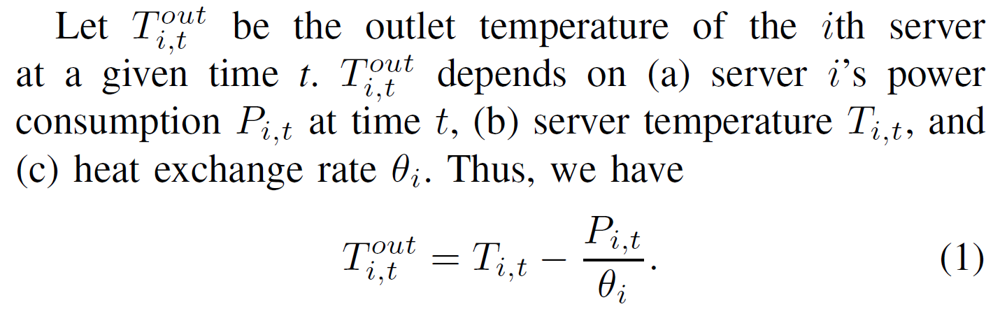 Let $T_{i,t}^{out}$ be the outlet temperature of the $i$th server
at a given time $t$. $T_{i,t}^{out}$ depends on (a) server $i$'s power
consumption $P_{i,t}$ at time $t$, (b) server temperature $T_{i,t}$, and
(c) heat exchange rate $\theta_i$. Thus, we have
$T_{i,t}^{out} = T_{i,t} - \frac{P_{i,t}}{\theta_i}.$ (1)